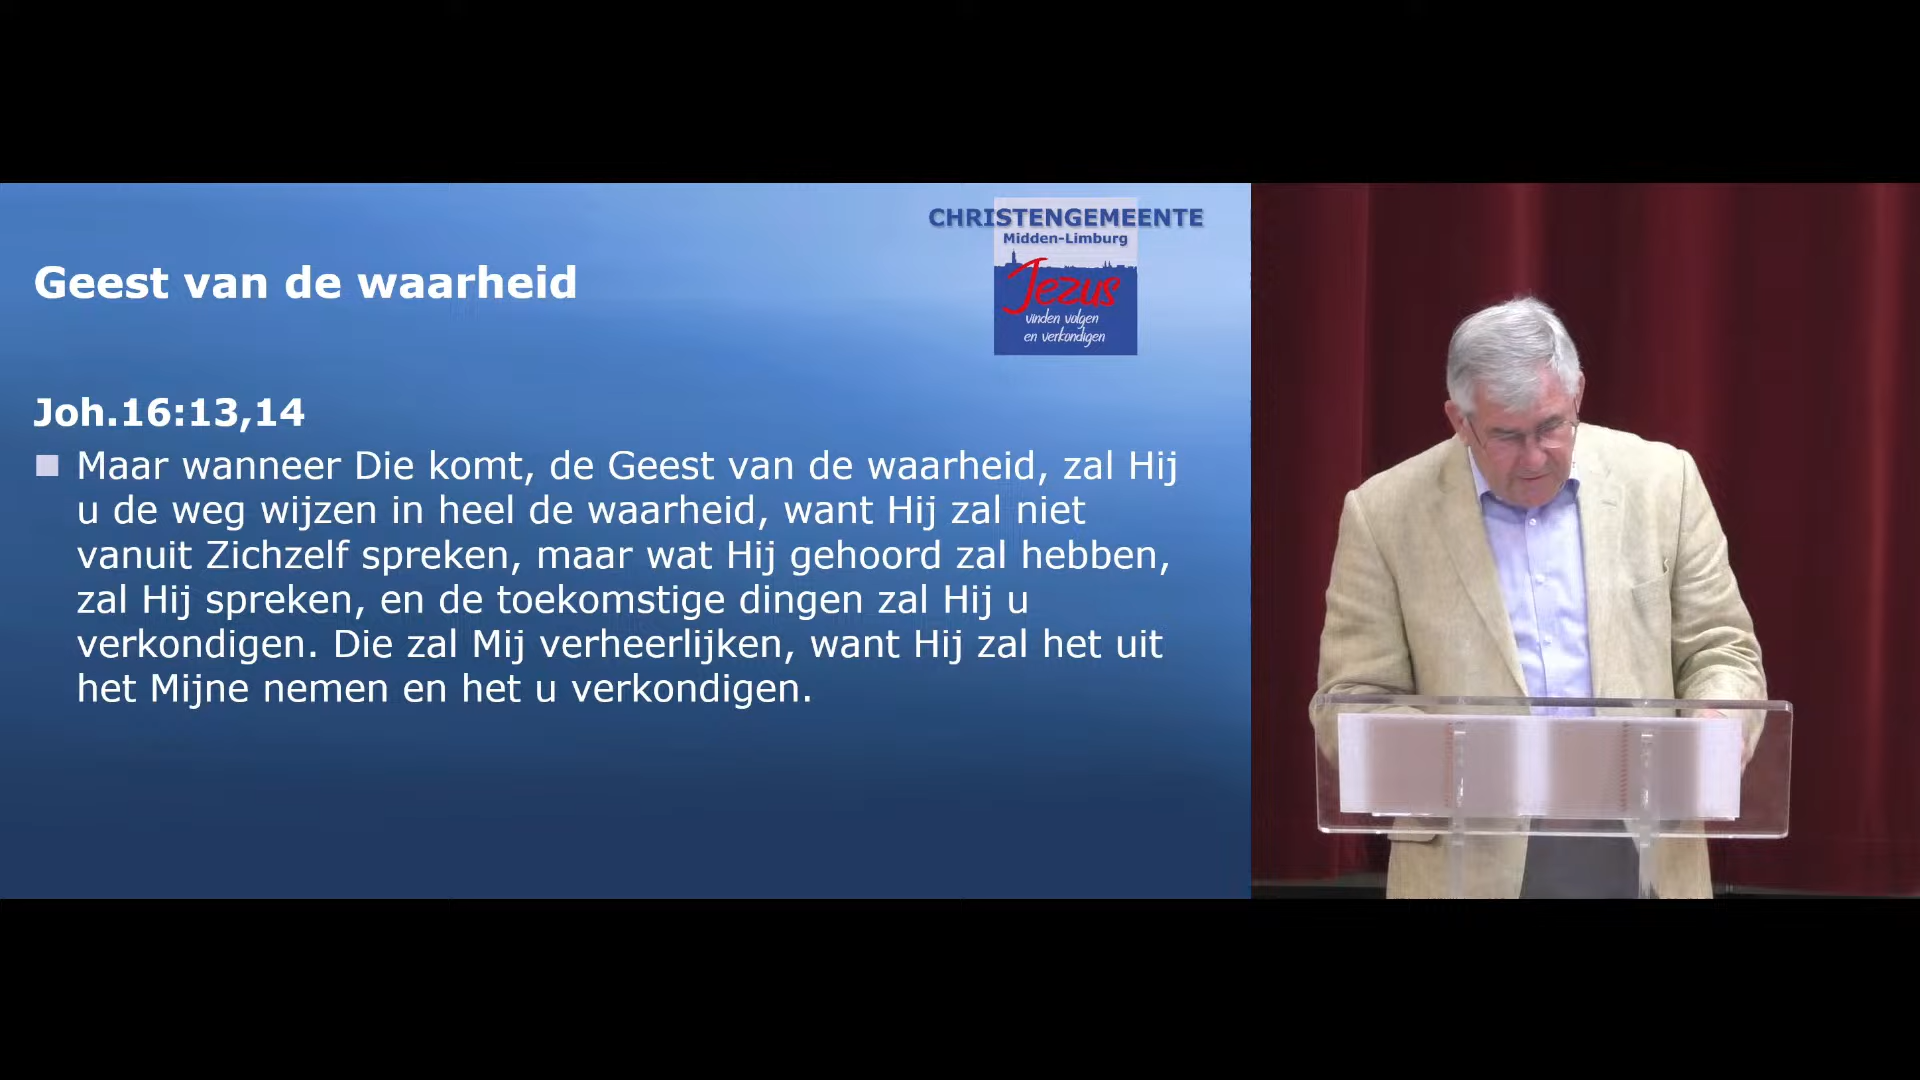 CHRISTENGEMEENTE
Midden-Limburg
Jezus
vinden volgen
en verkondigen
Geest van de waarheid
Joh.16:13,14
Maar wanneer Die komt, de Geest van de waarheid, zal Hij
u de weg wijzen in heel de waarheid, want Hij zal niet
vanuit Zichzelf spreken, maar wat Hij gehoord zal hebben,
zal Hij spreken, en de toekomstige dingen zal Hij u
verkondigen. Die zal Mij verheerlijken, want Hij zal het uit
het Mijne nemen en het u verkondigen.